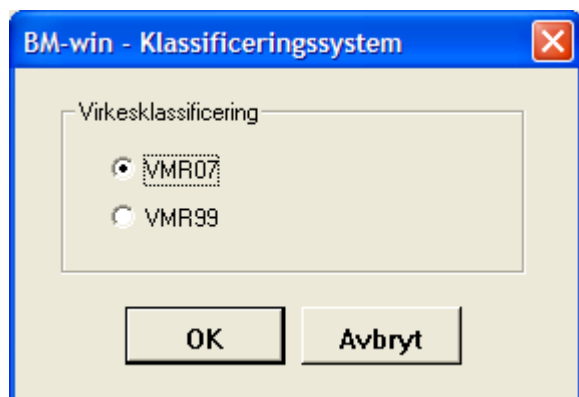 BM-win - Klassificeringssystem
Virkesklassificering
VMR07
VMR99
OK Avbryt